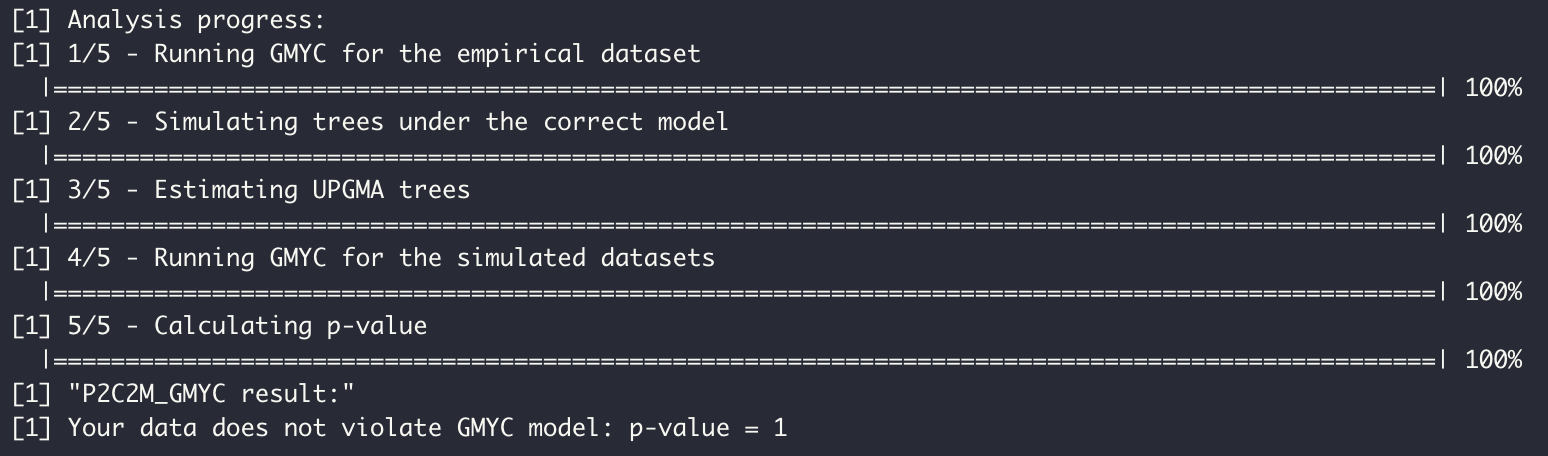 [1] Analysis progress:
[1] 1/5 - Running GMYC for the empirical dataset
|================================================================================================| 100%
[1] 2/5 - Simulating trees under the correct model
|================================================================================================| 100%
[1] 3/5 - Estimating UPGMA trees
|================================================================================================| 100%
[1] 4/5 - Running GMYC for the simulated datasets
|================================================================================================| 100%
[1] 5/5 - Calculating p-value
|================================================================================================| 100%
[1] "P2C2M_GMYC result:"
[1] Your data does not violate GMYC model: p-value = 1